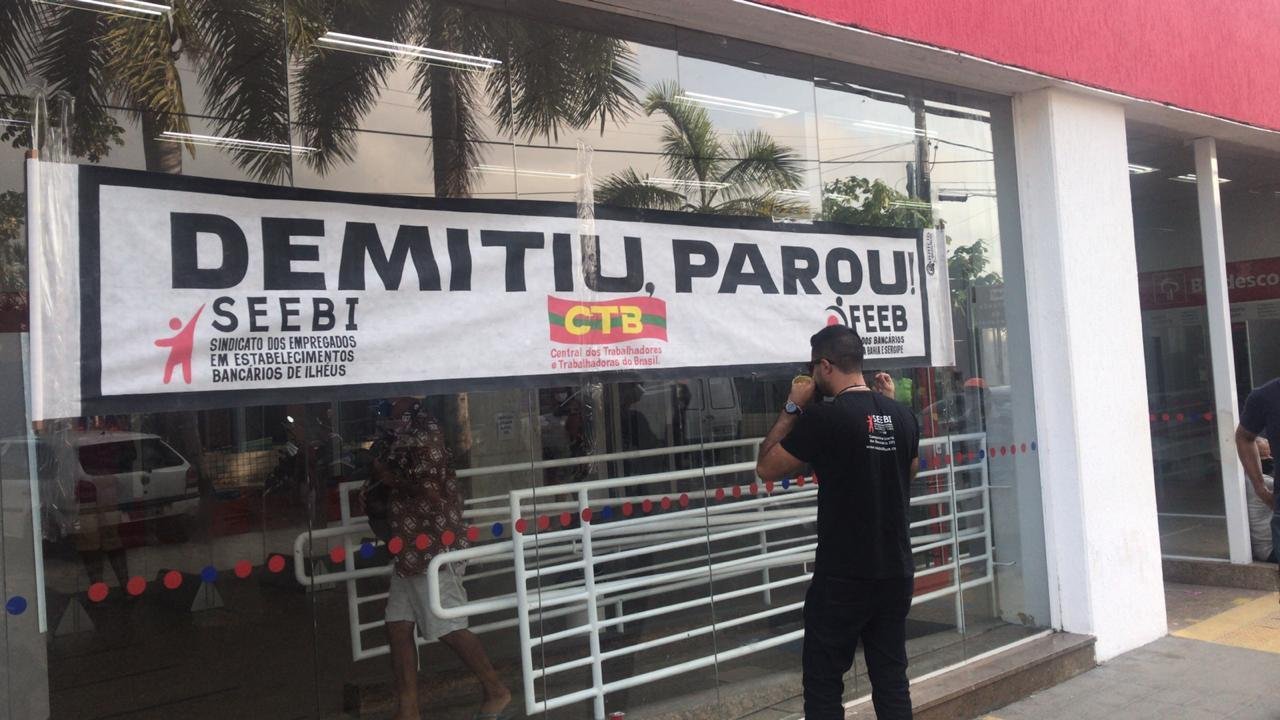 DEMITIU, PAROU!
SEEBI
SINDICATO DOS EMPREGADOS
EM ESTABELECIMENTOS
BANCÁRIOS DE ILHÉUS
CTB
Central dos Trabalhadores
e Trabalhadoras do Brasil.
FEEB
DOS BANCÁRIOS
BAHIA E SERGIPE
SEEBI
Bradesco